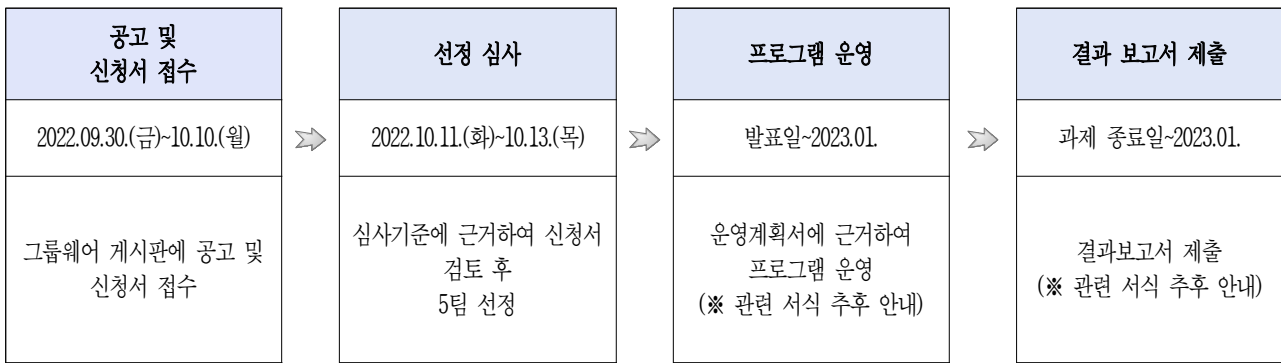 공고 및
신청서 접수
2022.09.30.(금)~10.10.(월)
그룹웨어 게시판에 공고 및
신청서 접수
선정 심사
2022.10.11.(화)~10.13.(목)
심사기준에 근거하여 신청서
검토 후
5팀 선정
프로그램 운영
발표일~2023.01.
운영계획서에 근거하여
프로그램 운영
(※ 관련 서식 추후 안내)
결과 보고서 제출
과제 종료일~2023.01.
결과보고서 제출
(※ 관련 서식 추후 안내)